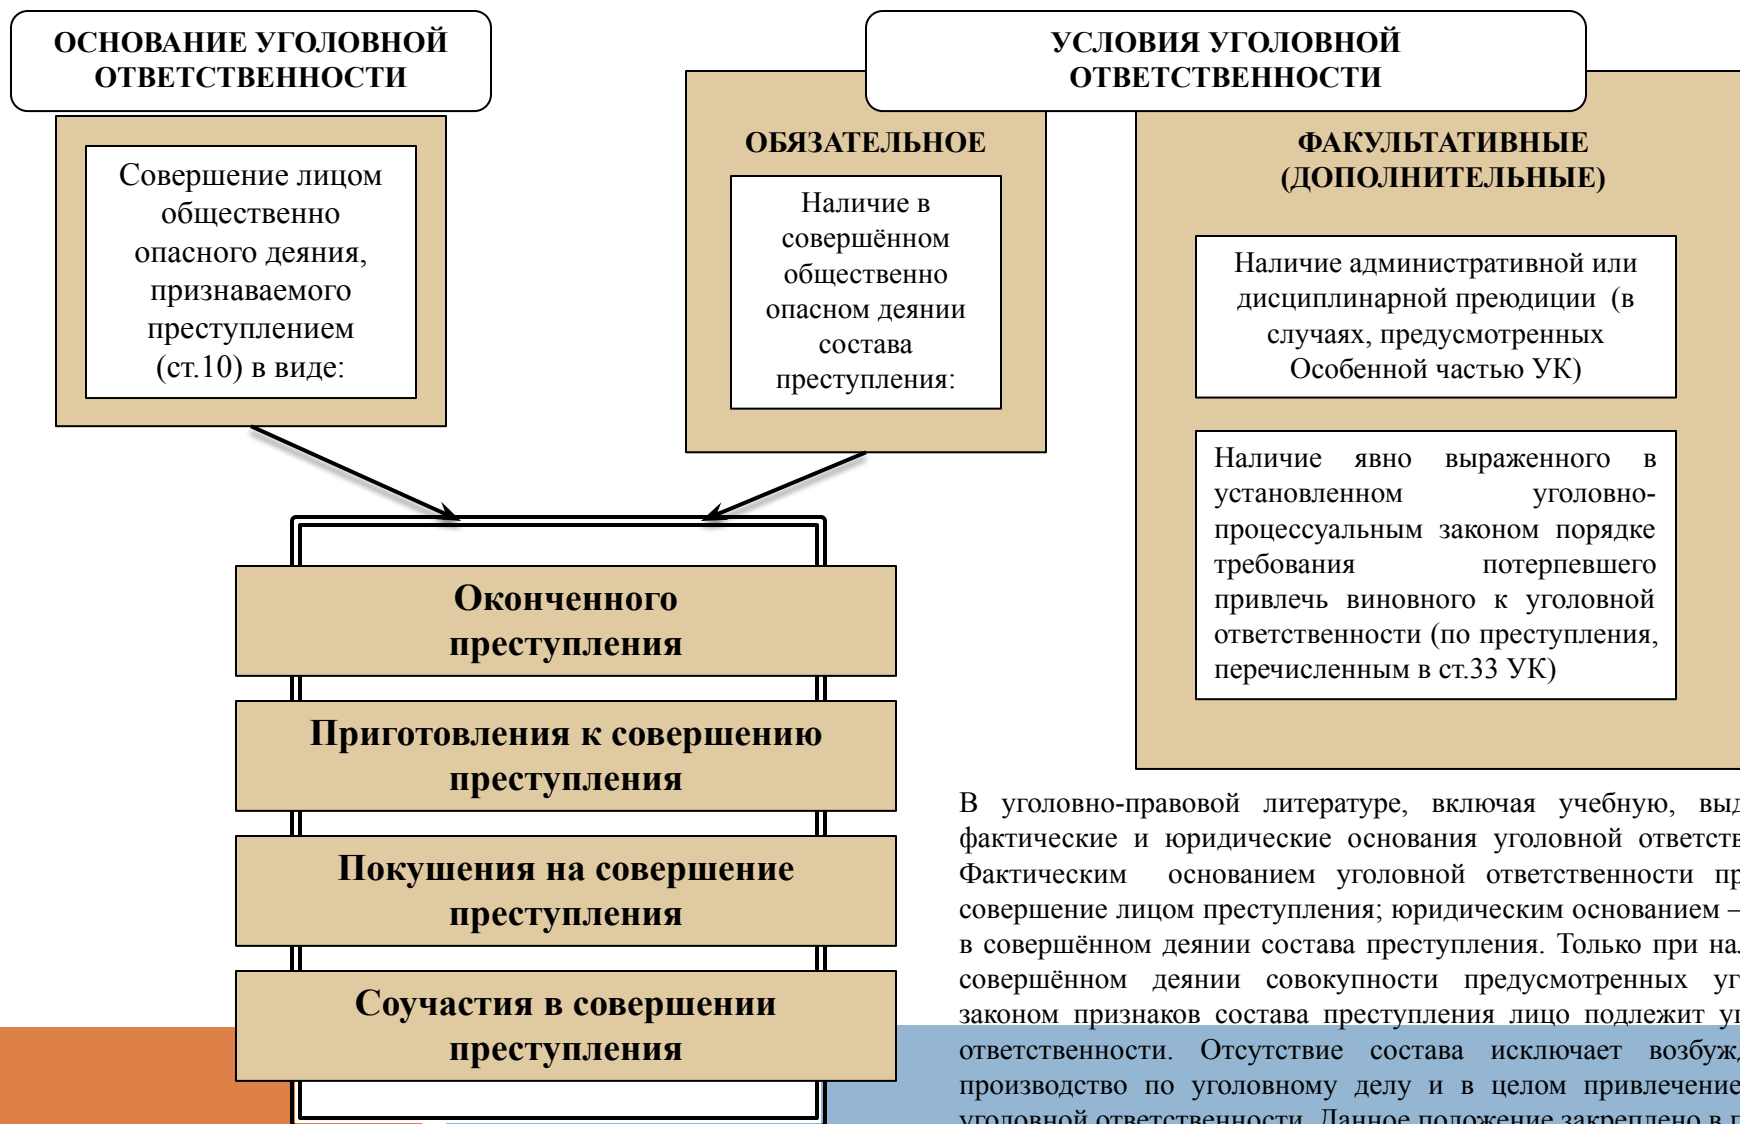 ОСНОВАНИЕ УГОЛОВНОЙ
ОТВЕТСТВЕННОСТИ
Совершение лицом
общественно
опасного деяния,
признаваемого
преступлением
(ст.10) в виде:
УСЛОВИЯ УГОЛОВНОЙ
ОТВЕТСТВЕННОСТИ
ОБЯЗАТЕЛЬНОЕ
Наличие в
совершённом
общественно
опасном деянии
состава
преступления:
ФАКУЛЬТАТИВНЫЕ
(ДОПОЛНИТЕЛЬНЫЕ)
Наличие административной или
дисциплинарной преюдиции (в
случаях, предусмотренных
Особенной частью УК)
Наличие явно выраженного в
установленном уголовно-
процессуальным законом порядке
требования потерпевшего
привлечь виновного к уголовной
ответственности (по преступления,
перечисленным в ст.33 УК)
Оконченного
преступления
Приготовления к совершению
преступления
Покушения на совершение
преступления
Соучастия в совершении
преступления
В уголовно-правовой литературе, включая учебную,
фактические и юридические основания уголовной
Фактическим основанием уголовной ответственности
совершение лицом преступления; юридическим основанием –
в совершённом деянии состава преступления. Только при
совершённом деянии совокупности предусмотренных
законом признаков состава преступления лицо подлежит
ответственности. Отсутствие состава исключает
производство по уголовному делу и в целом привлечение
уголовной ответственности. Данное положение закреплено в